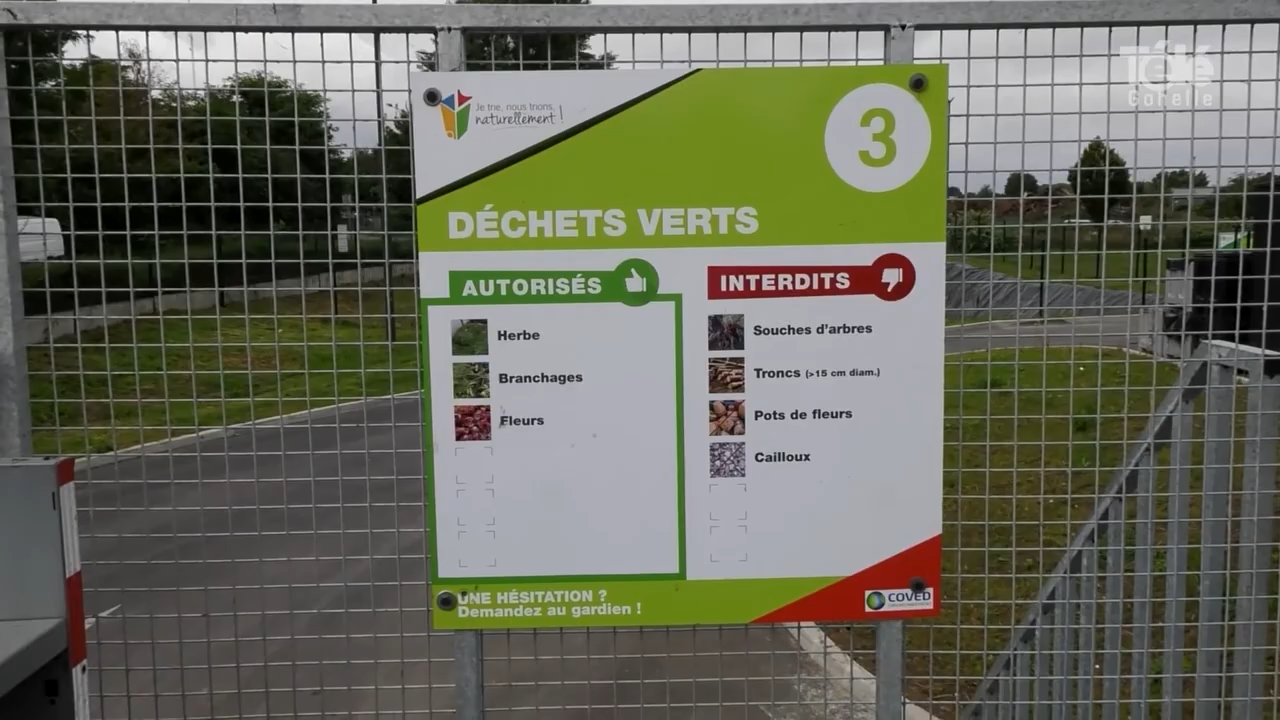 Télé
Gohelle
Je trie, nous trions,
naturellement !
3
DÉCHETS VERTS
AUTORISÉS
Herbe
Branchages
Fleurs
INTERDITS
Souches d'arbres
Troncs (>15 cm diam.)
Pots de fleurs
Cailloux
UNE HÉSITATION ?
Demandez au gardien !
COVED